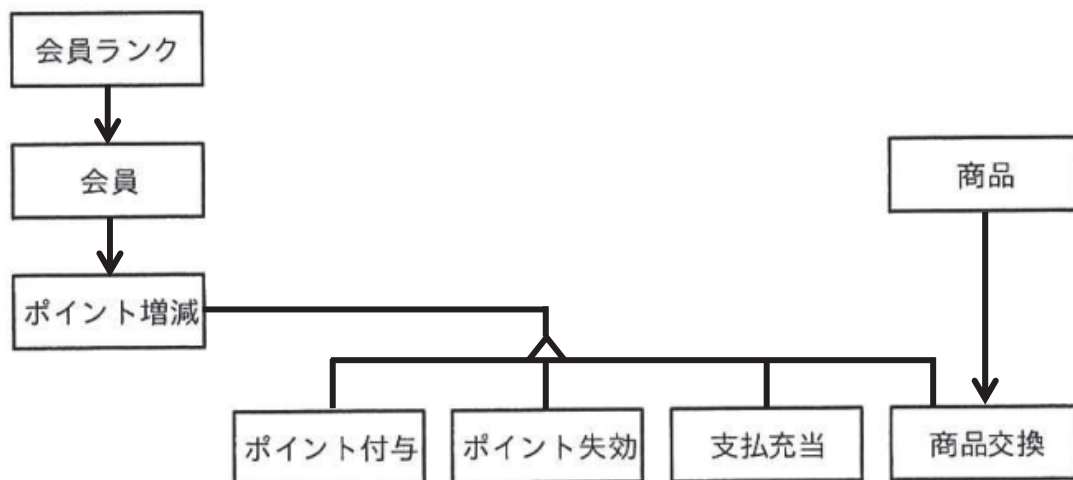 会員ランク
会員
商品
ポイント増減
ポイント付与
ポイント失効
支払充当
商品交換